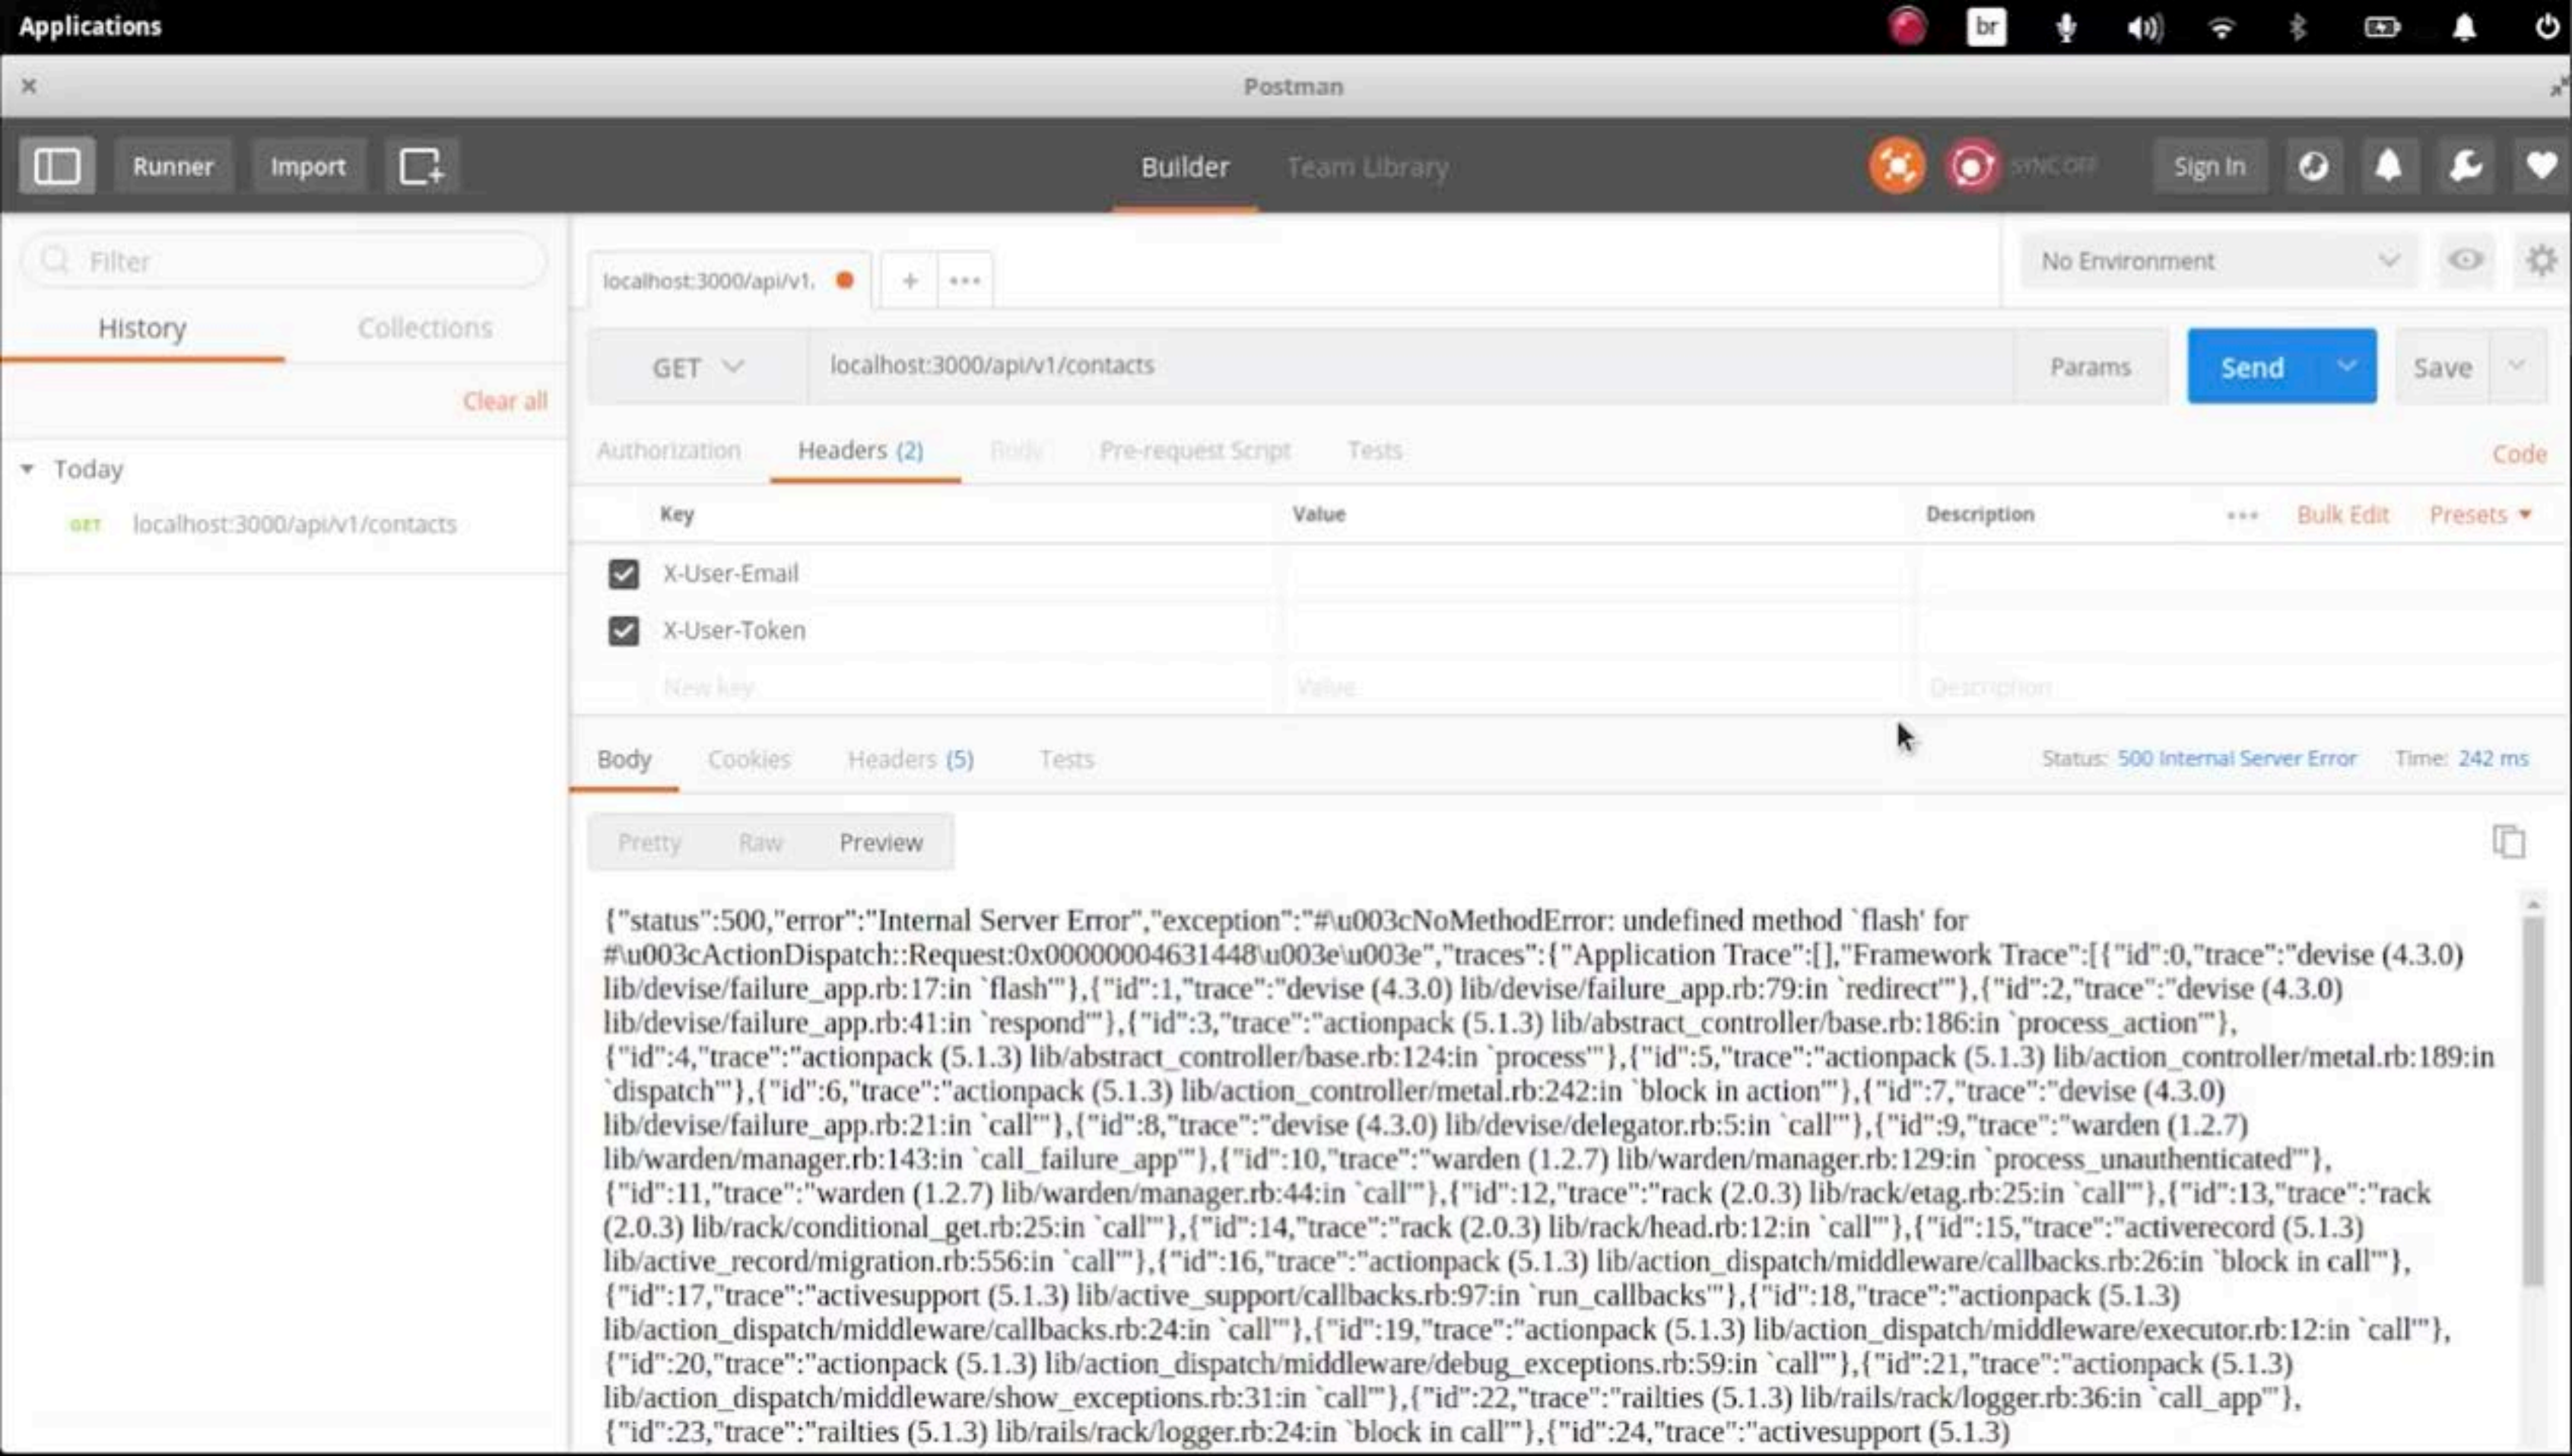 Applications
br
Postman
Runner Import Builder Team Library SYNC OFF Sign In
Filter
History Collections
Clear all
Today
GET localhost:3000/api/v1/contacts
localhost:3000/api/v1. + ••• No Environment
GET localhost:3000/api/v1/contacts Params Send Save
Authorization Headers (2) Body Pre-request Script Tests Code
Key Value Description ••• Bulk Edit Presets
X-User-Email
X-User-Token
New key Value Description
Body Cookies Headers (5) Tests Status: 500 Internal Server Error Time: 242 ms
Pretty Raw Preview
{"status":500,"error":"Internal Server Error","exception":"#\u003cNoMethodError: undefined method `flash' for
#\u003cActionDispatch::Request:0x00000004631448\u003e\u003e","traces":{"Application Trace":[],"Framework Trace":[{"id":0,"trace":"devise (4.3.0)
lib/devise/failure_app.rb:17:in `flash'"},{"id":1,"trace":"devise (4.3.0) lib/devise/failure_app.rb:79:in `redirect'"},{"id":2,"trace":"devise (4.3.0)
lib/devise/failure_app.rb:41:in `respond'"},{"id":3,"trace":"actionpack (5.1.3) lib/abstract_controller/base.rb:186:in `process_action'"},
{"id":4,"trace":"actionpack (5.1.3) lib/abstract_controller/base.rb:124:in `process'"},{"id":5,"trace":"actionpack (5.1.3) lib/action_controller/metal.rb:189:in
`dispatch'"},{"id":6,"trace":"actionpack (5.1.3) lib/action_controller/metal.rb:242:in `block in action'"},{"id":7,"trace":"devise (4.3.0)
lib/devise/failure_app.rb:21:in `call'"},{"id":8,"trace":"devise (4.3.0) lib/devise/delegator.rb:5:in `call'"},{"id":9,"trace":"warden (1.2.7)
lib/warden/manager.rb:143:in `call_failure_app'"},{"id":10,"trace":"warden (1.2.7) lib/warden/manager.rb:129:in `process_unauthenticated'"},
{"id":11,"trace":"warden (1.2.7) lib/warden/manager.rb:44:in `call'"},{"id":12,"trace":"rack (2.0.3) lib/rack/etag.rb:25:in `call'"},{"id":13,"trace":"rack
(2.0.3) lib/rack/conditional_get.rb:25:in `call'"},{"id":14,"trace":"rack (2.0.3) lib/rack/head.rb:12:in `call'"},{"id":15,"trace":"activerecord (5.1.3)
lib/active_record/migration.rb:556:in `call'"},{"id":16,"trace":"actionpack (5.1.3) lib/action_dispatch/middleware/callbacks.rb:26:in `block in call'"},
{"id":17,"trace":"activesupport (5.1.3) lib/active_support/callbacks.rb:97:in `run_callbacks'"},{"id":18,"trace":"actionpack (5.1.3)
lib/action_dispatch/middleware/callbacks.rb:24:in `call'"},{"id":19,"trace":"actionpack (5.1.3) lib/action_dispatch/middleware/executor.rb:12:in `call'"},
{"id":20,"trace":"actionpack (5.1.3) lib/action_dispatch/middleware/debug_exceptions.rb:59:in `call'"},{"id":21,"trace":"actionpack (5.1.3)
lib/action_dispatch/middleware/show_exceptions.rb:31:in `call'"},{"id":22,"trace":"railties (5.1.3) lib/rails/rack/logger.rb:36:in `call_app'"},
{"id":23,"trace":"railties (5.1.3) lib/rails/rack/logger.rb:24:in `block in call'"},{"id":24,"trace":"activesupport (5.1.3)